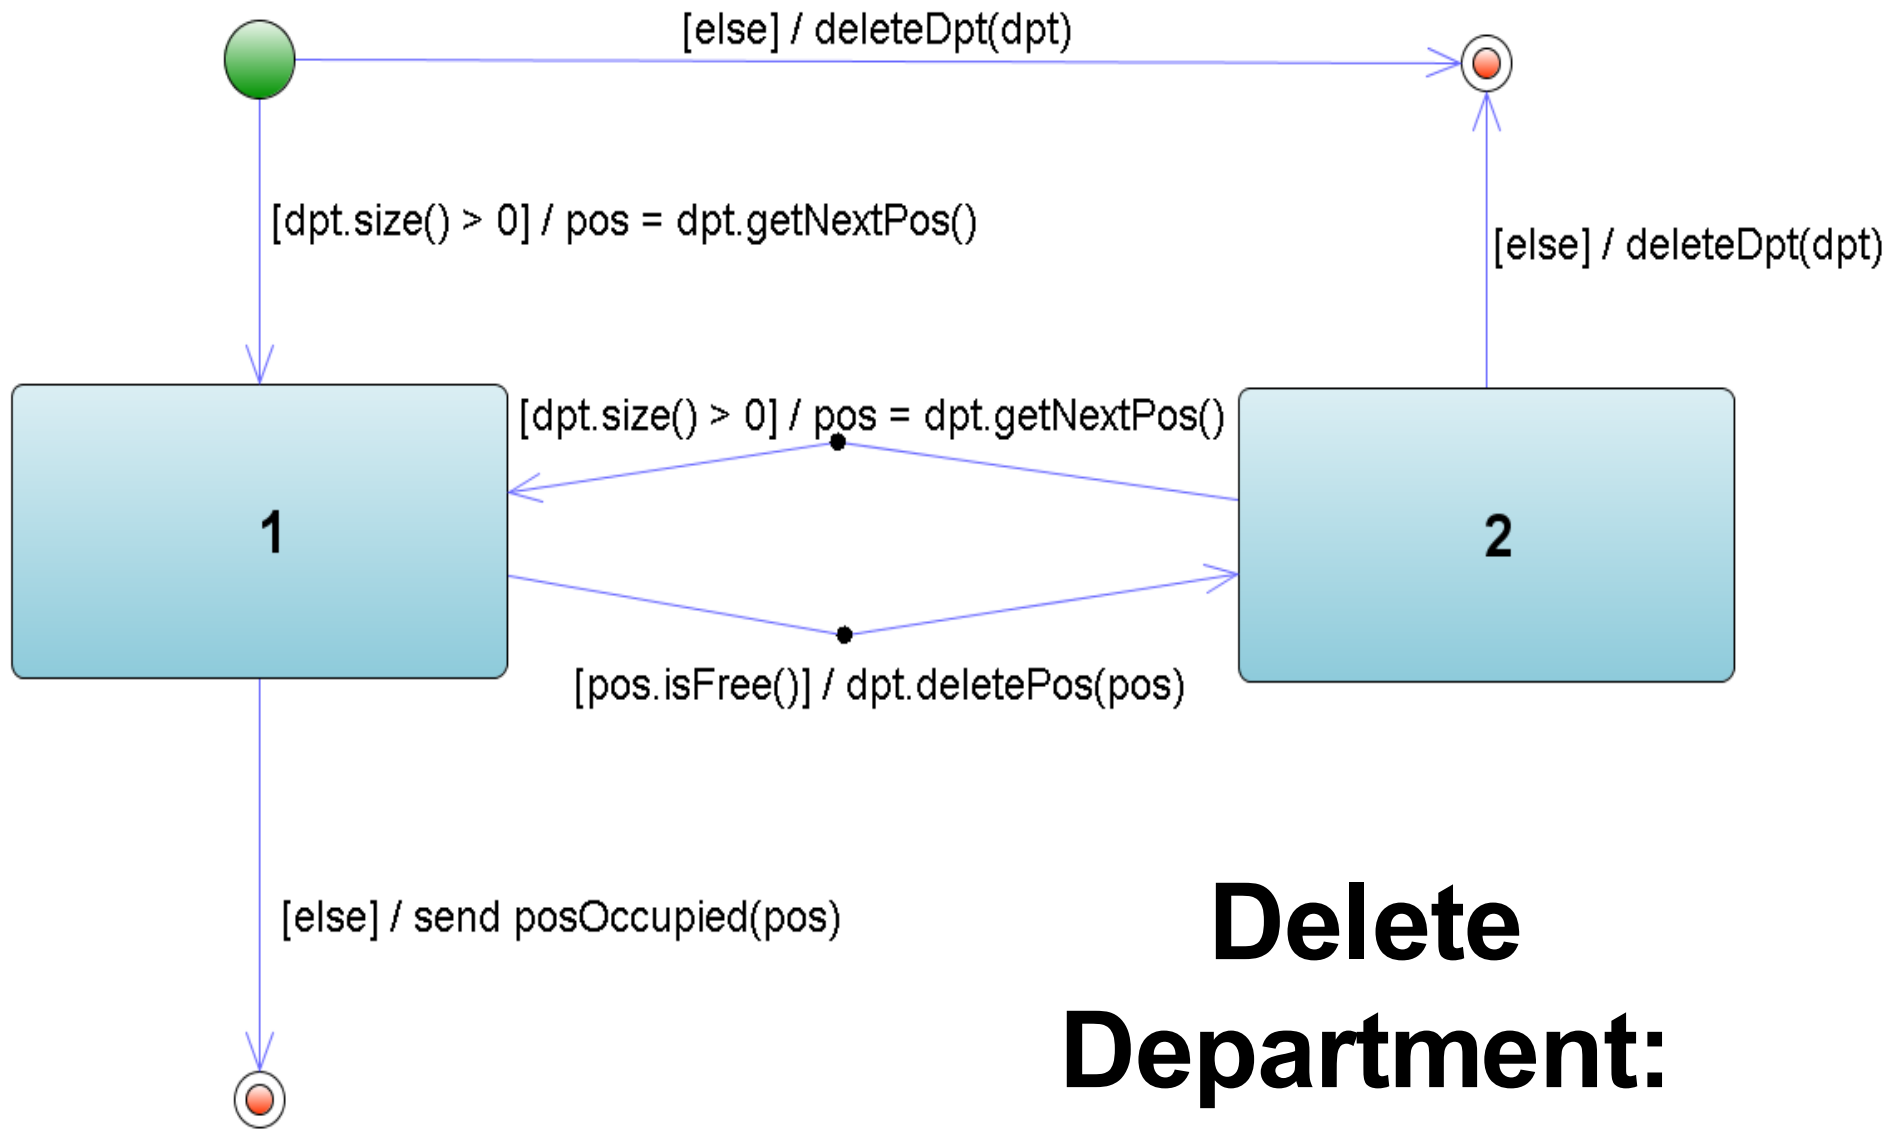 [else] / deleteDpt(dpt)
[dpt.size() > 0] / pos = dpt.getNextPos()
[else] / deleteDpt(dpt)
[dpt.size() > 0] / pos = dpt.getNextPos()
1
2
[pos.isFree()] / dpt.deletePos(pos)
[else] / send posOccupied(pos)
Delete
Department: